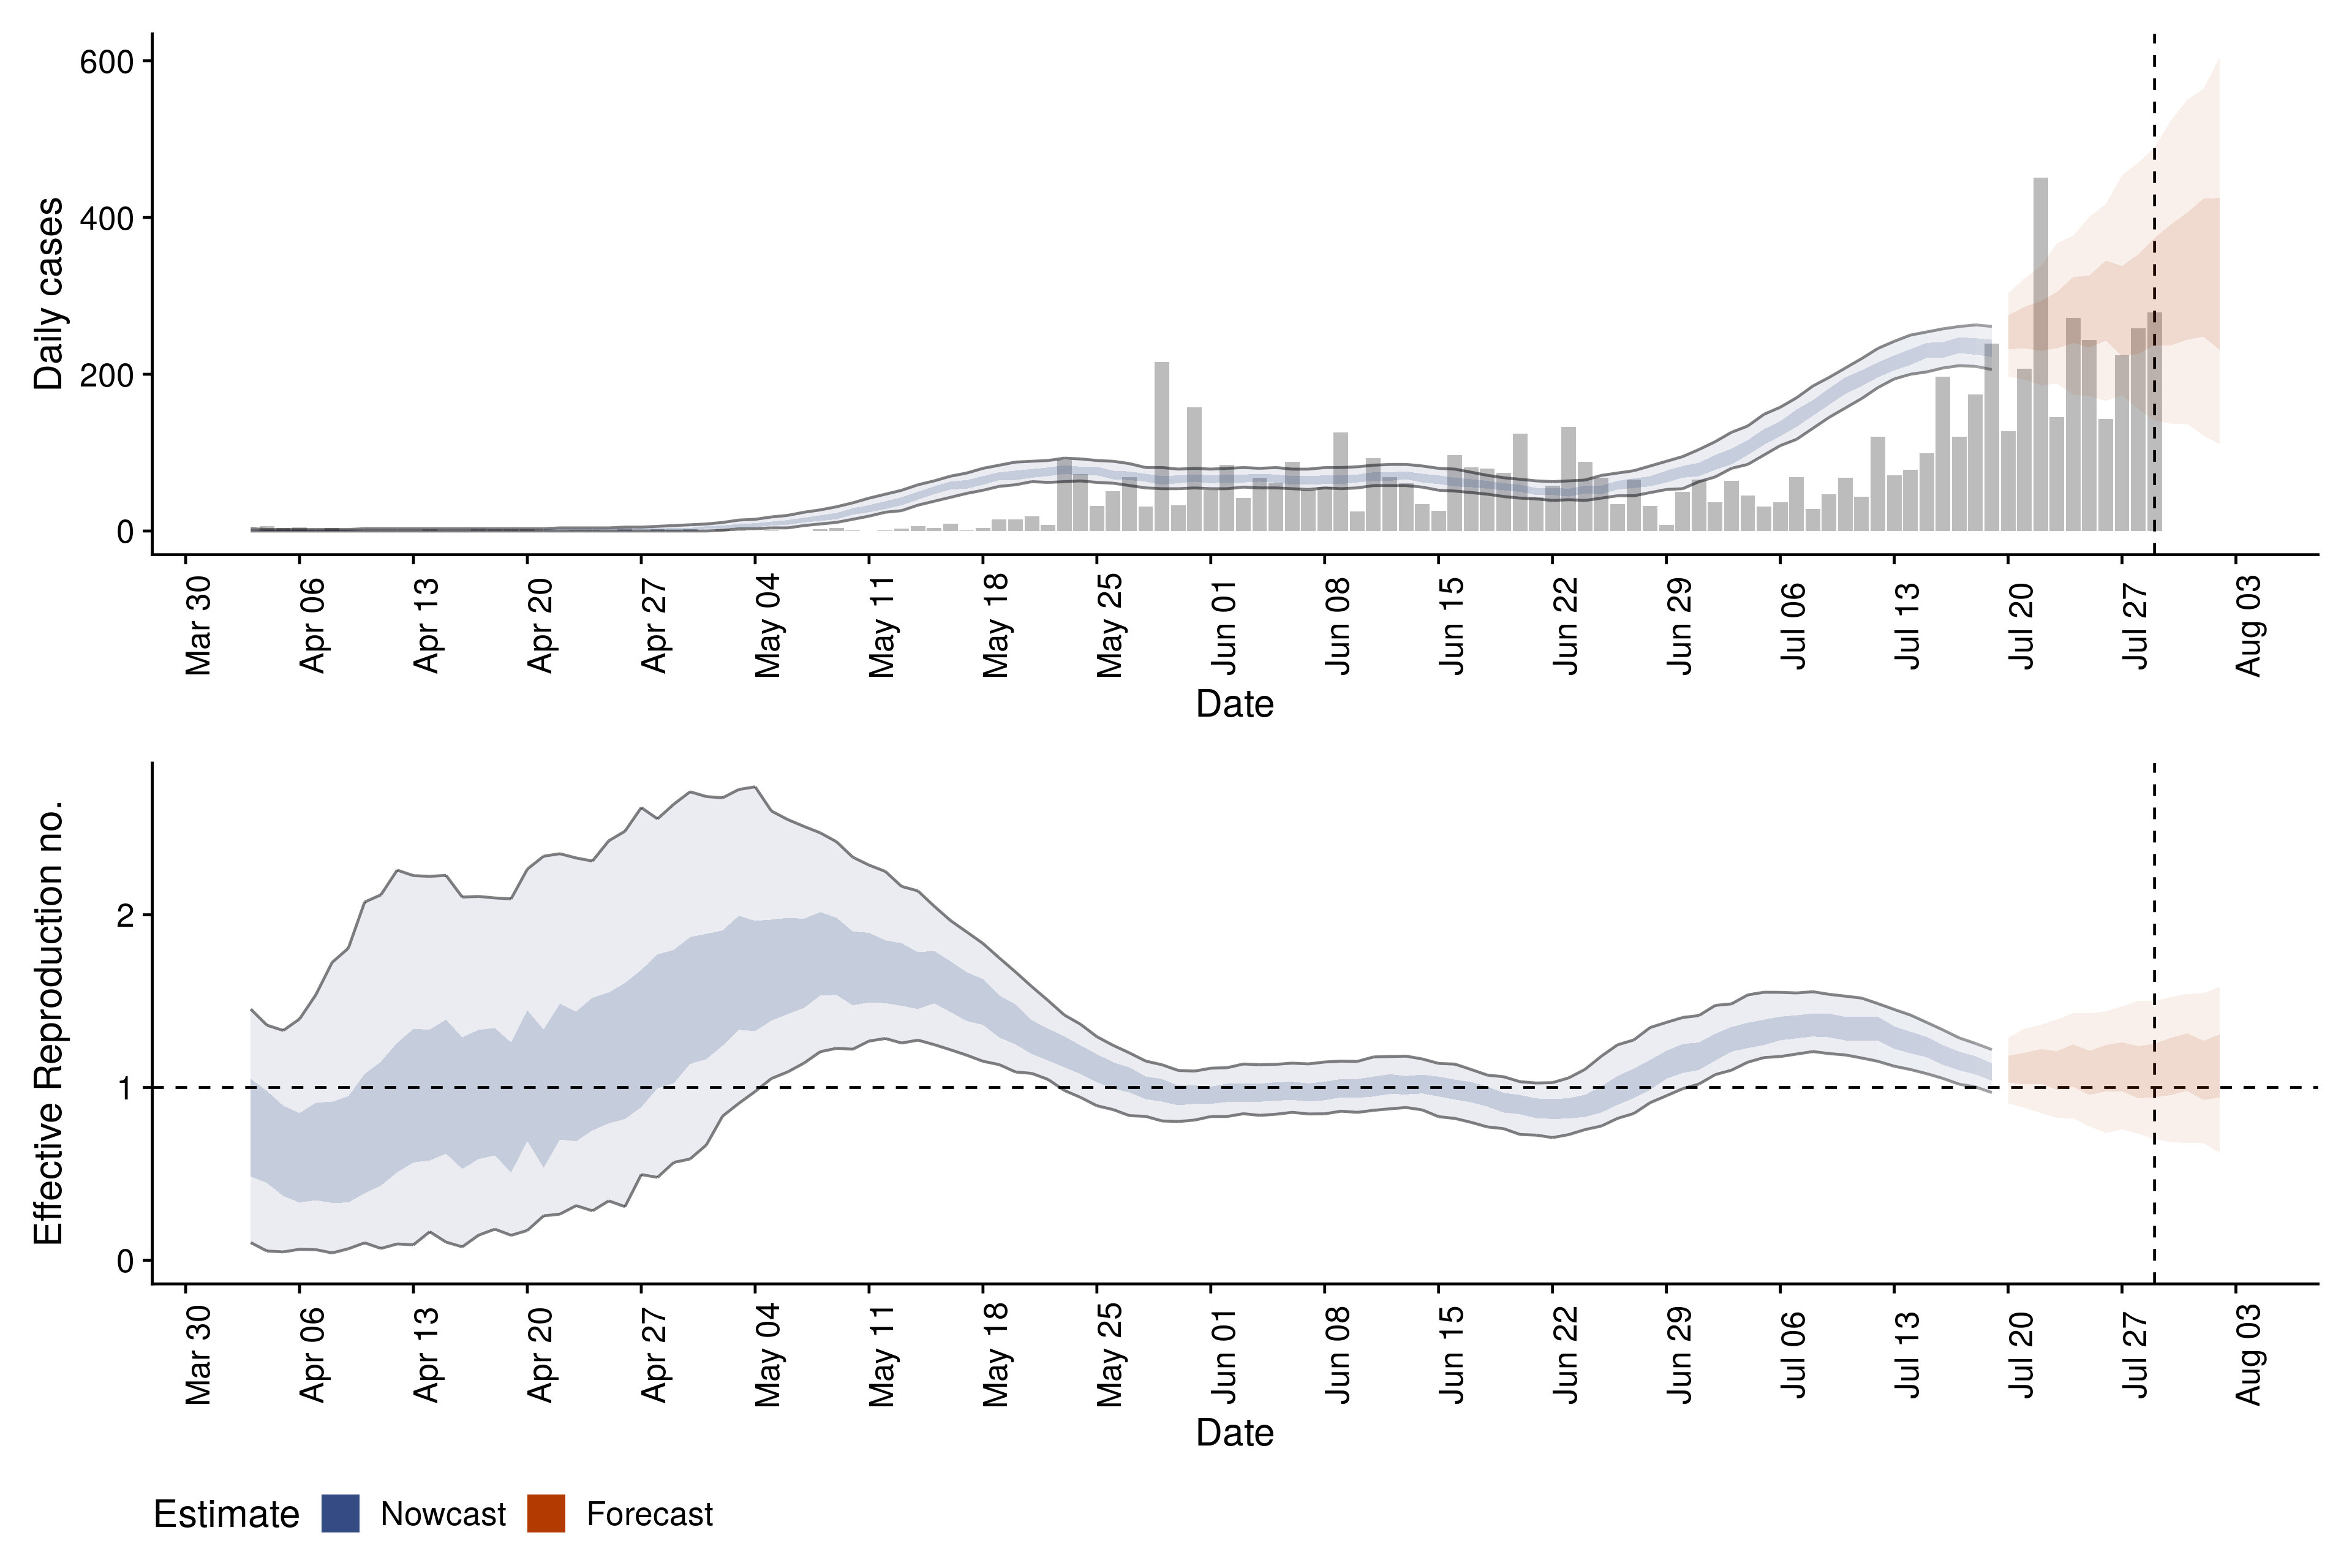 Daily cases
600
400
200
0
Mar 30 Apr 06 Apr 13 Apr 20 Apr 27 May 04 May 11 May 18 May 25 Jun 01 Jun 08 Jun 15 Jun 22 Jun 29 Jul 06 Jul 13 Jul 20 Jul 27 Aug 03
Date
Effective Reproduction no.
2
1
0
Mar 30 Apr 06 Apr 13 Apr 20 Apr 27 May 04 May 11 May 18 May 25 Jun 01 Jun 08 Jun 15 Jun 22 Jun 29 Jul 06 Jul 13 Jul 20 Jul 27 Aug 03
Date
Estimate Nowcast Forecast